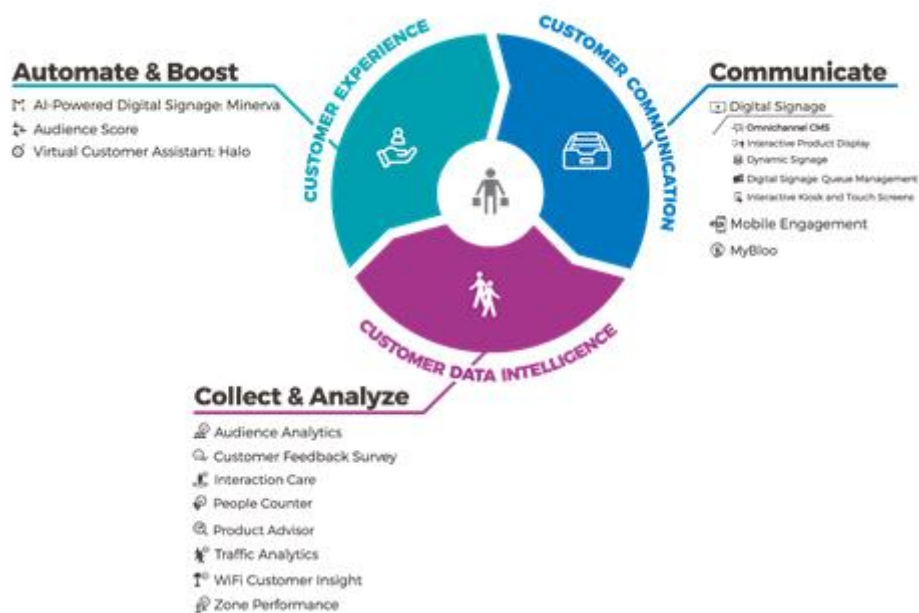 CUSTOMER EXPERIENCE
CUSTOMER COMMUNICATION
CUSTOMER DATA INTELLIGENCE
Automate & Boost
AI-Powered Digital Signage: Minerva
Audience Score
Virtual Customer Assistant: Halo
Communicate
Digital Signage
Omnichannel CMS
Interactive Product Display
Dynamic Signage
Digital Signage: Queue Management
Interactive Kiosk and Touch Screens
Mobile Engagement
MyBloo
Collect & Analyze
Audience Analytics
Customer Feedback Survey
Interaction Care
People Counter
Product Advisor
Traffic Analytics
WiFi Customer Insight
Zone Performance